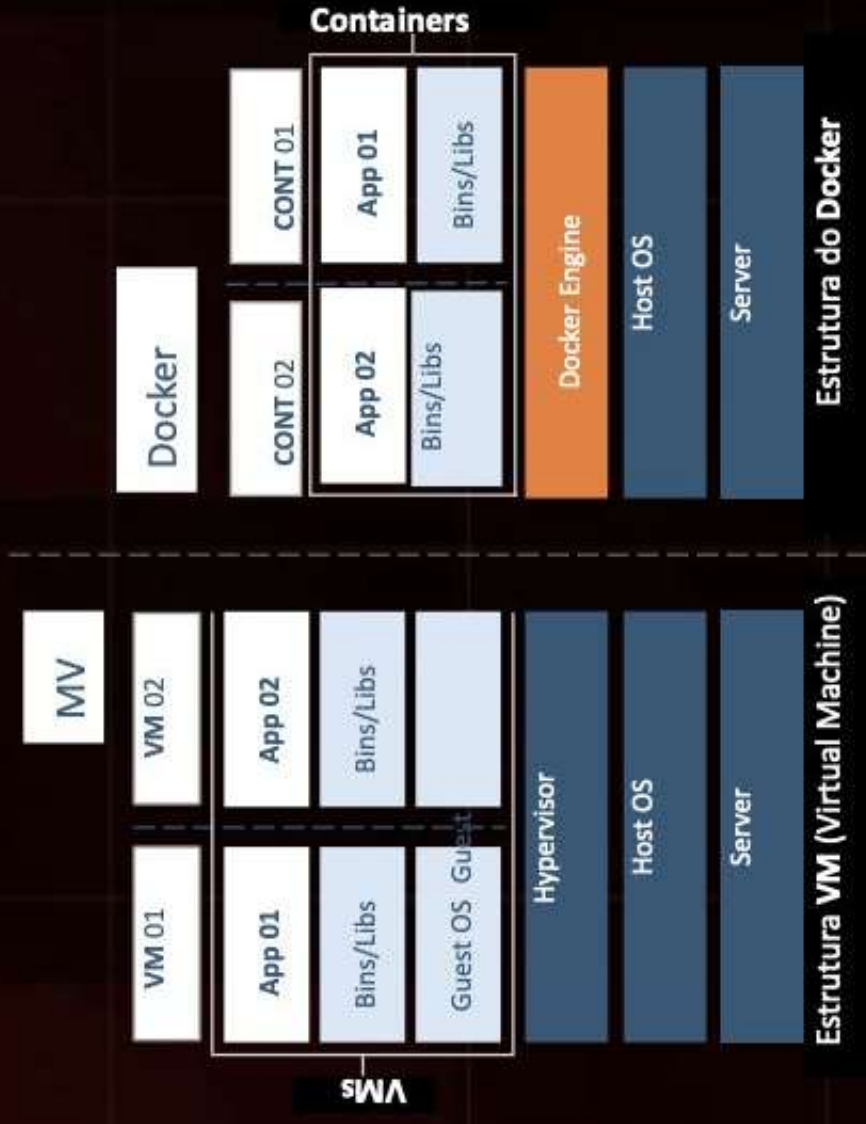 MV
VM 01
VM 02
App 01
App 02
Bins/Libs
Bins/Libs
Guest OS
Guest
Hypervisor
Host OS
Server
VMs
Estrutura VM (Virtual Machine)
Docker
CONT 02
CONT 01
App 02
App 01
Bins/Libs
Bins/Libs
Containers
Docker Engine
Host OS
Server
Estrutura do Docker